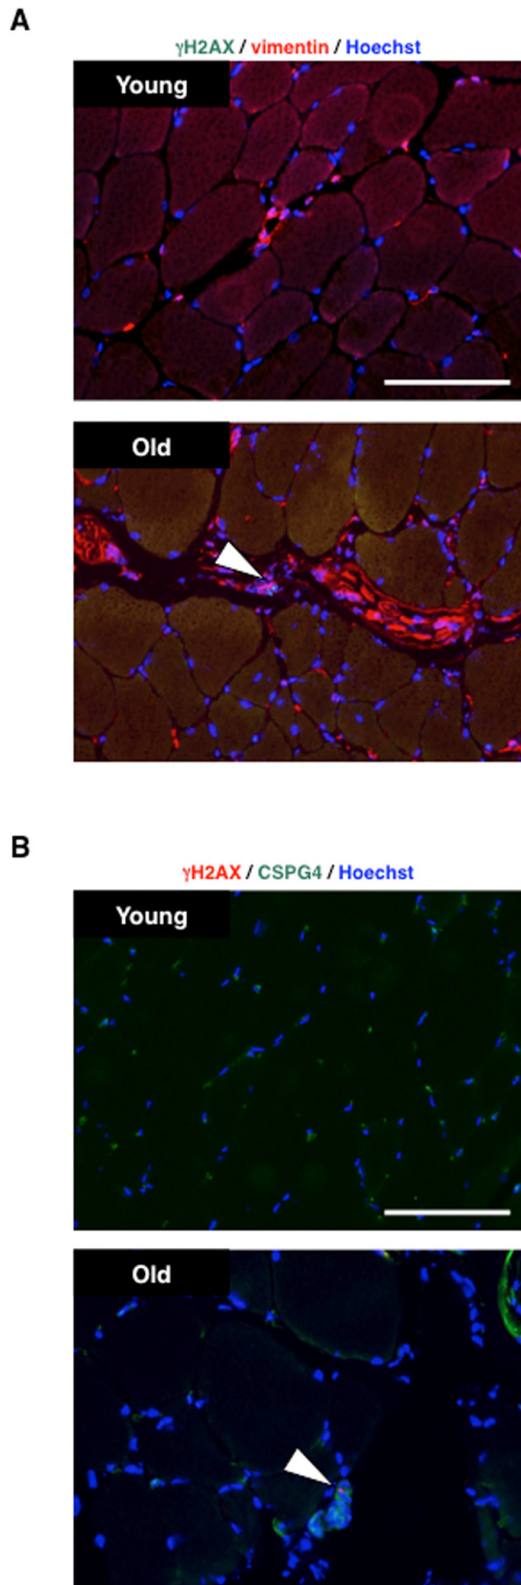 A
γH2AX / vimentin / Hoechst
Young
Old
B
γH2AX / CSPG4 / Hoechst
Young
Old